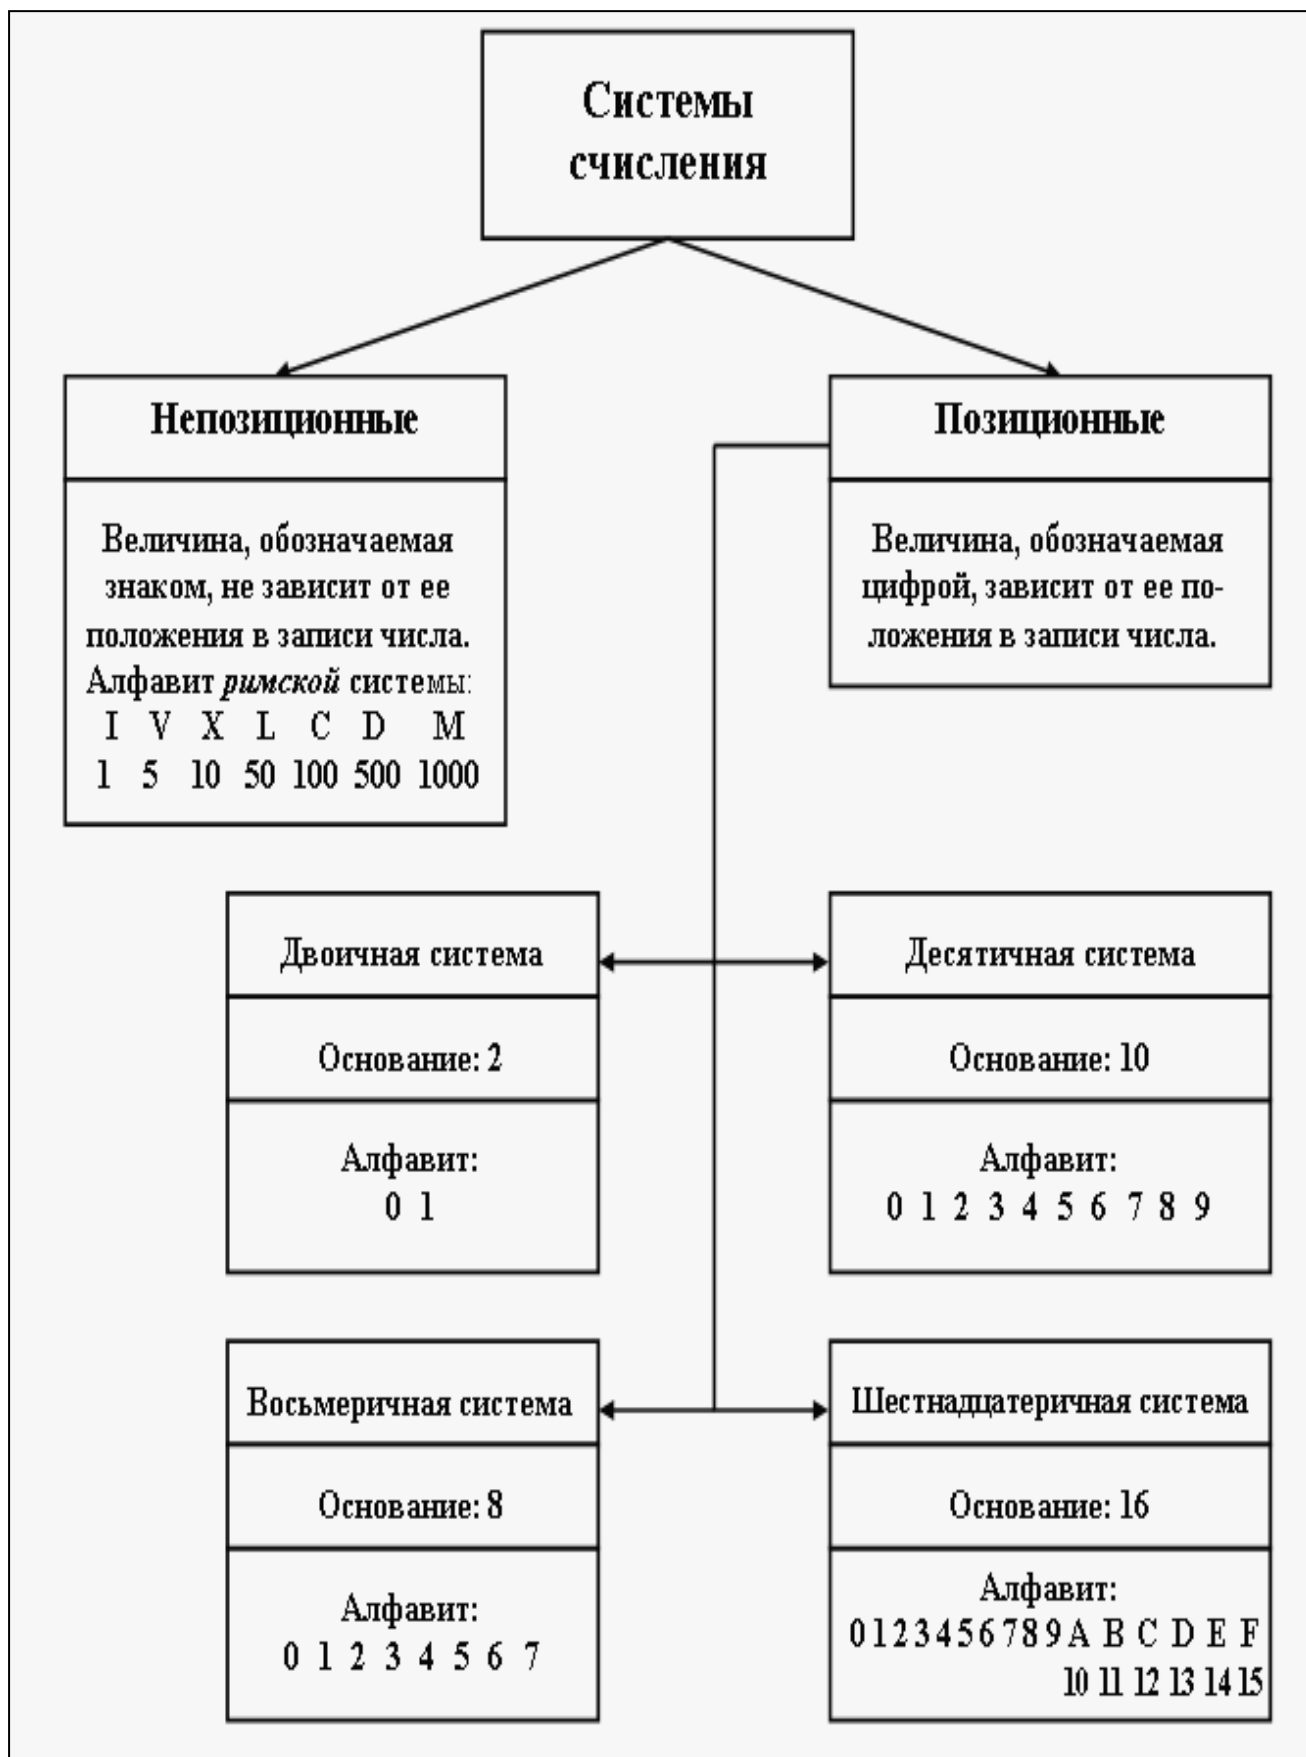 Системы
счисления
Непозиционные
Величина, обозначаемая
знаком, не зависит от ее
положения в записи числа.
Алфавит римской системы:
I V X L C D M
1 5 10 50 100 500 1000
Позиционные
Величина, обозначаемая
цифрой, зависит от ее по-
ложения в записи числа.
Двоичная система
Основание: 2
Алфавит:
0 1
Десятичная система
Основание: 10
Алфавит:
0 1 2 3 4 5 6 7 8 9
Восьмеричная система
Основание: 8
Алфавит:
0 1 2 3 4 5 6 7
Шестнадцатеричная система
Основание: 16
Алфавит:
0 1 2 3 4 5 6 7 8 9 A B C D E F
10 11 12 13 14 15